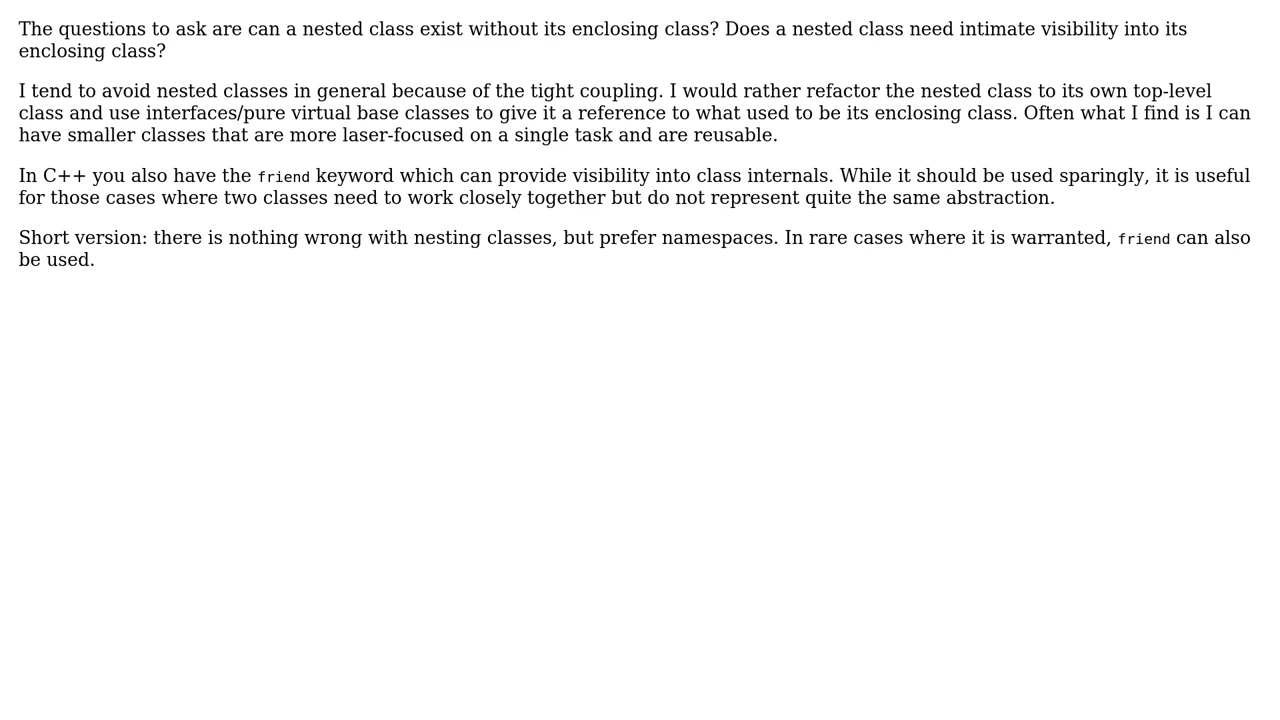 The questions to ask are can a nested class exist without its enclosing class? Does a nested class need intimate visibility into its
enclosing class?
I tend to avoid nested classes in general because of the tight coupling. I would rather refactor the nested class to its own top-level
class and use interfaces/pure virtual base classes to give it a reference to what used to be its enclosing class. Often what I find is I can
have smaller classes that are more laser-focused on a single task and are reusable.
In C++ you also have the friend keyword which can provide visibility into class internals. While it should be used sparingly, it is useful
for those cases where two classes need to work closely together but do not represent quite the same abstraction.
Short version: there is nothing wrong with nesting classes, but prefer namespaces. In rare cases where it is warranted, friend can also
be used.